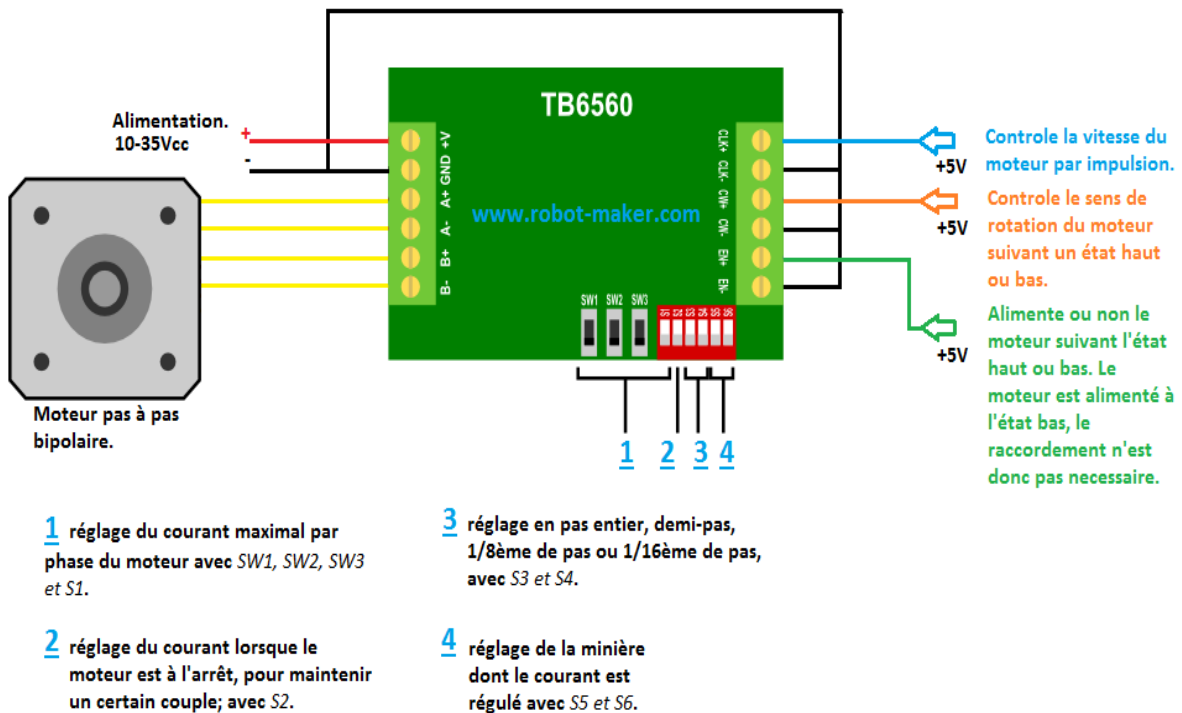 TB6560
www.robot-maker.com
Alimentation.
10-35Vcc
+
-
+V
GND
A+
A-
B+
B-
CLK+
CLK-
CW+
CW-
EN+
EN-
SW1 SW2 SW3
S1 S2 S3 S4 S5 S6
Moteur pas à pas
bipolaire.
+5V
Controle la vitesse du
moteur par impulsion.
+5V
Controle le sens de
rotation du moteur
suivant un état haut
ou bas.
+5V
Alimente ou non le
moteur suivant l'état
haut ou bas. Le
moteur est alimenté à
l'état bas, le
raccordement n'est
donc pas necessaire.
1 2 3 4
1 réglage du courant maximal par
phase du moteur avec SW1, SW2, SW3
et S1.
2 réglage du courant lorsque le
moteur est à l'arrêt, pour maintenir
un certain couple; avec S2.
3 réglage en pas entier, demi-pas,
1/8ème de pas ou 1/16ème de pas,
avec S3 et S4.
4 réglage de la minière
dont le courant est
régulé avec S5 et S6.